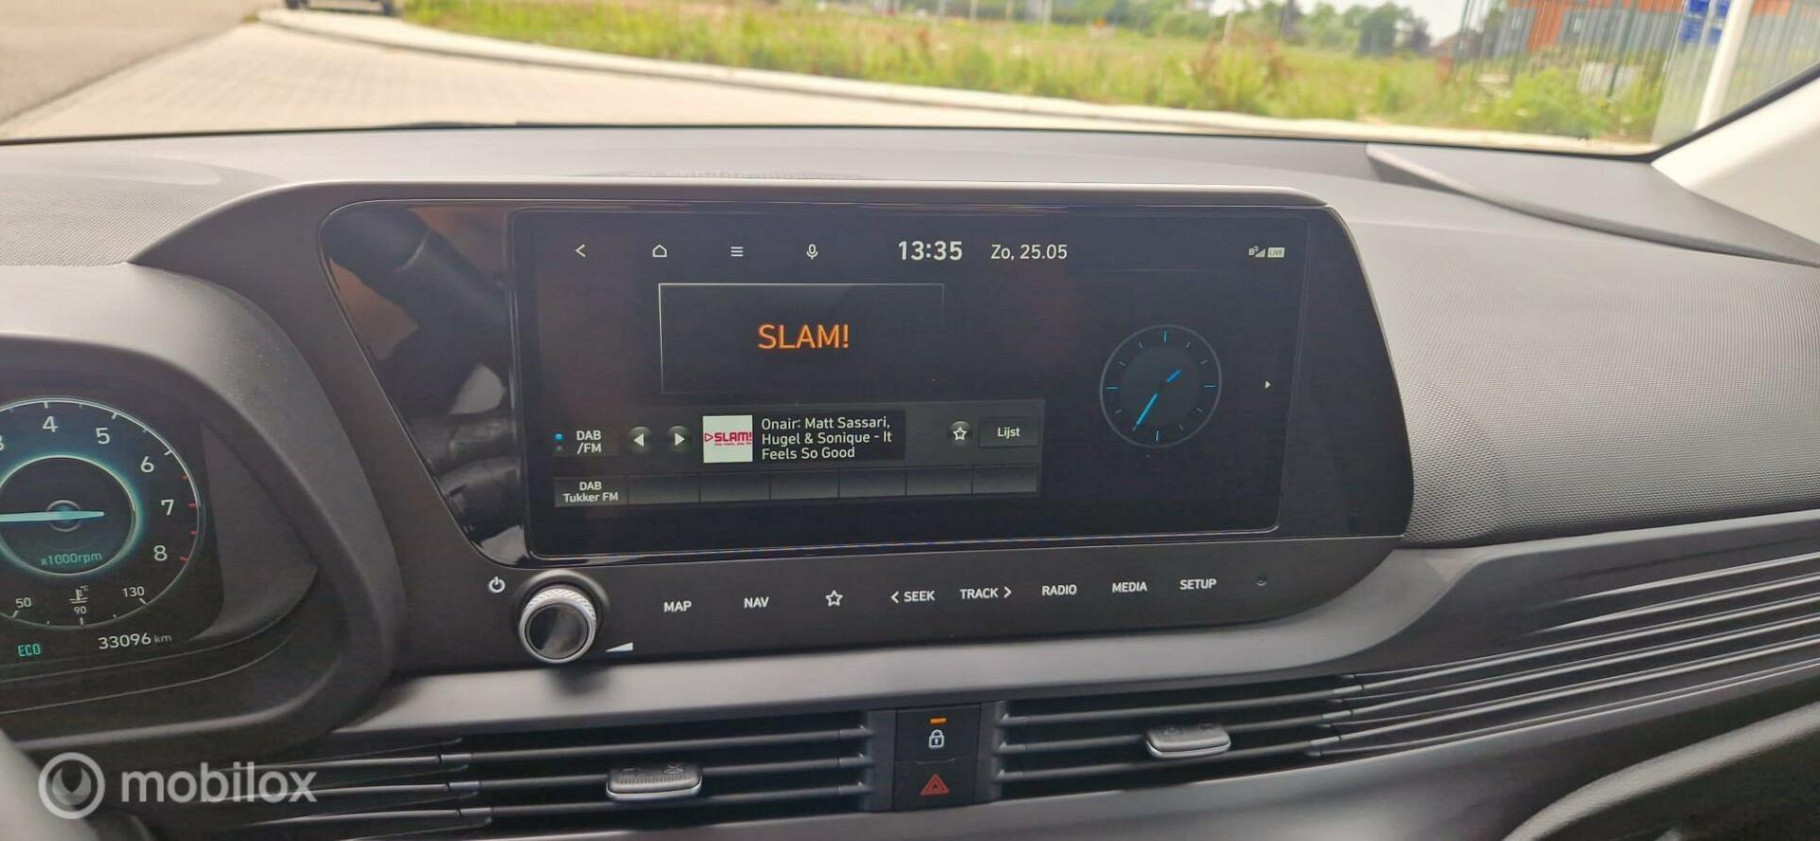 13:35 Zo, 25.05
LIVE
SLAM!
DAB
/FM
SLAM!
Onair: Matt Sassari,
Hugel & Sonique - It
Feels So Good
Lijst
DAB
Tukker FM
MAP NAV < SEEK TRACK > RADIO MEDIA SETUP
4
5
6
7
8
x1000rpm
50
90
130
ECO
33096 km
mobilox